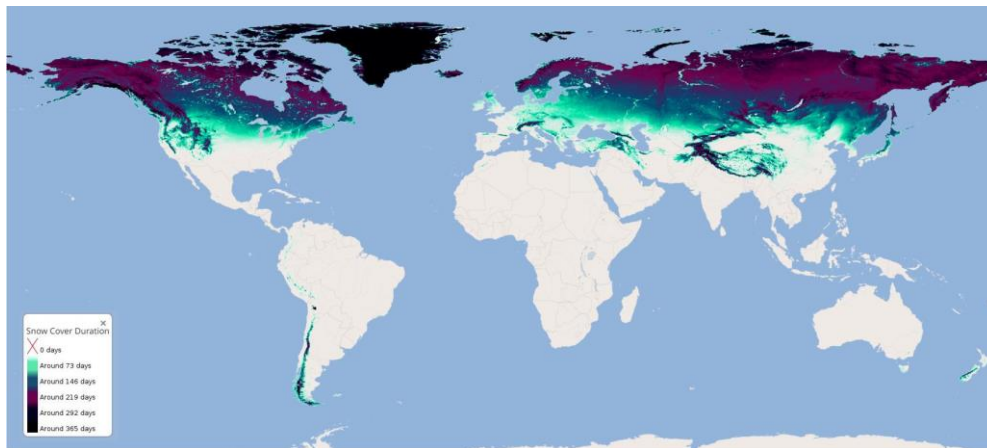 ×
Snow Cover Duration
0 days
Around 73 days
Around 146 days
Around 219 days
Around 292 days
Around 365 days